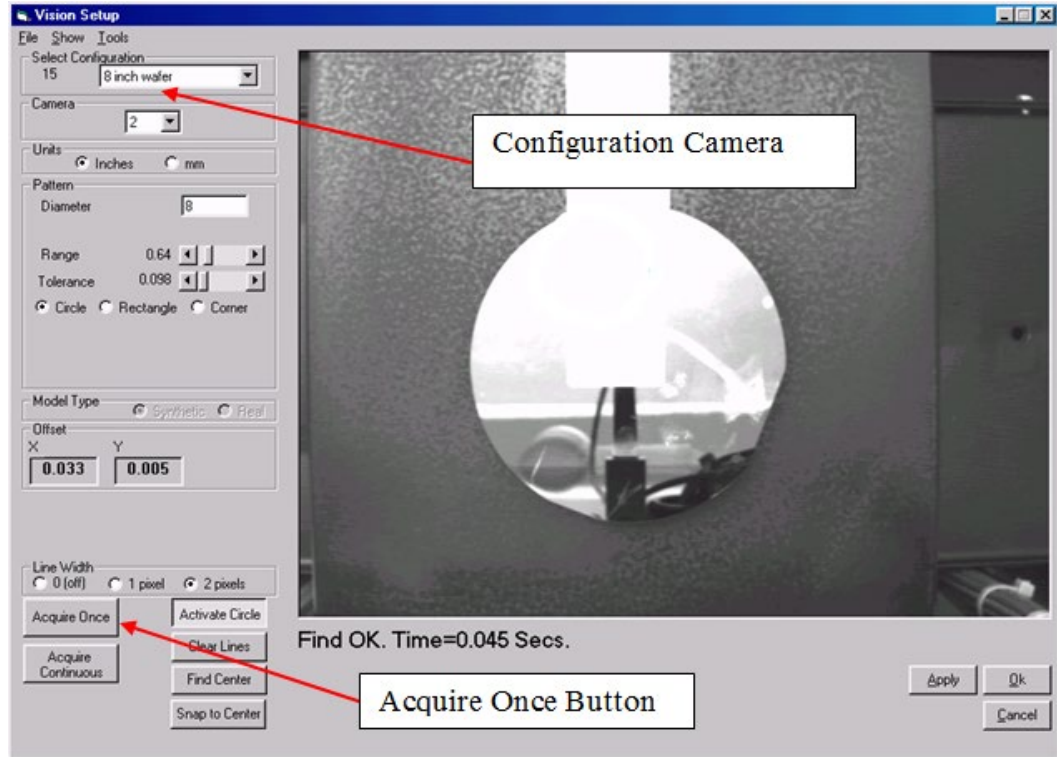 Vision Setup
File Show Tools
Select Configuration
15 8 inch wafer
Camera
2
Units
Inches mm
Pattern
Diameter 8
Range 0.64
Tolerance 0.098
Circle Rectangle Corner
Model Type
Synthetic Real
Offset
X Y
0.033 0.005
Line Width
0 (off) 1 pixel 2 pixels
Acquire Once
Activate Circle
Clear Lines
Acquire
Continuous
Find Center
Snap to Center
Configuration Camera
Find OK. Time=0.045 Secs.
Acquire Once Button
Apply Ok
Cancel